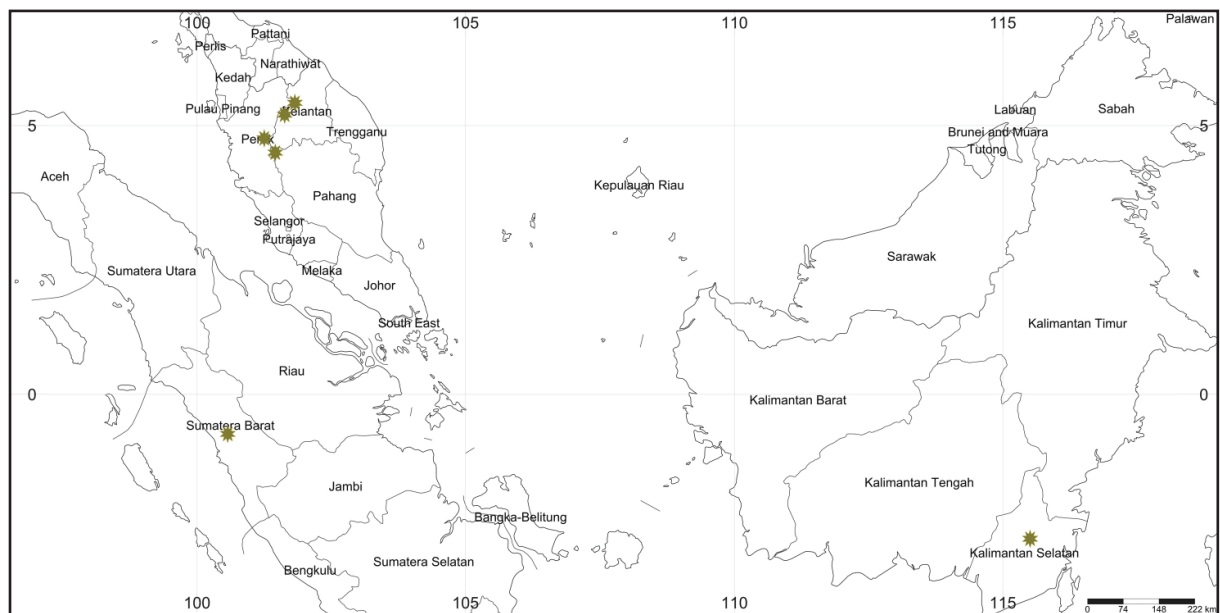 100
105
110
115
Palawan
Pattani
Perlis
Narathiwat
Kedah
Pulau Pinang
Kelantan
Labuan
Sabah
5
5
Trengganu
Brunei and Muara
Perak
Tutong
Aceh
Kepulauan Riau
Pahang
Selangor
Putrajaya
Sarawak
Sumatera Utara
Melaka
Johor
South East
Kalimantan Timur
Riau
0
0
Kalimantan Barat
Sumatera Barat
Kalimantan Tengah
Jambi
Bangka-Belitung
Kalimantan Selatan
Sumatera Selatan
Bengkulu
100
105
110
115
0 74 148 222 km